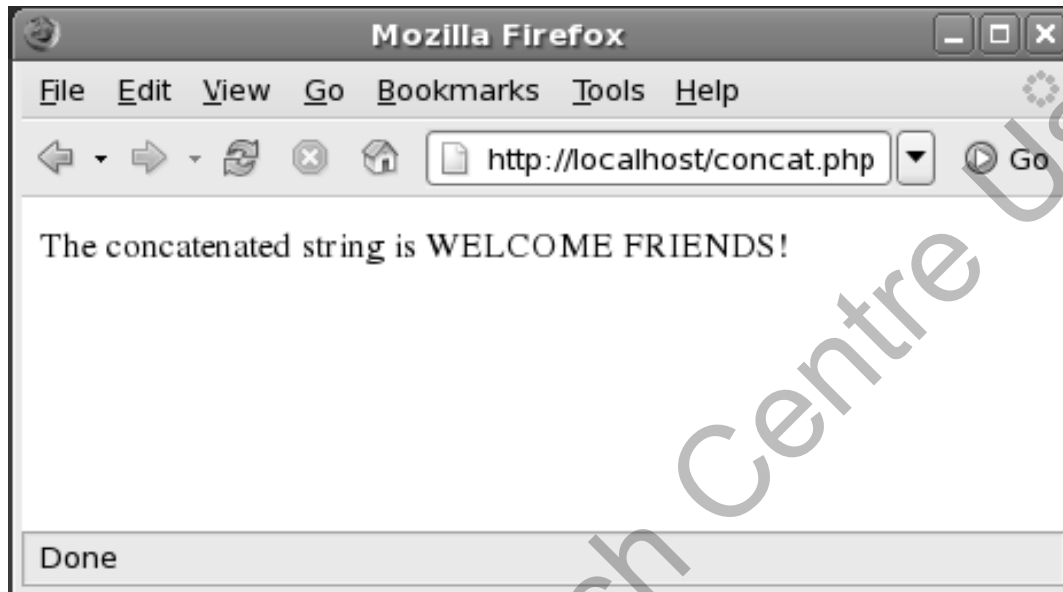 Mozilla Firefox
File Edit View Go Bookmarks Tools Help
http://localhost/concat.php Go
The concatenated string is WELCOME FRIENDS!
Done
Centre